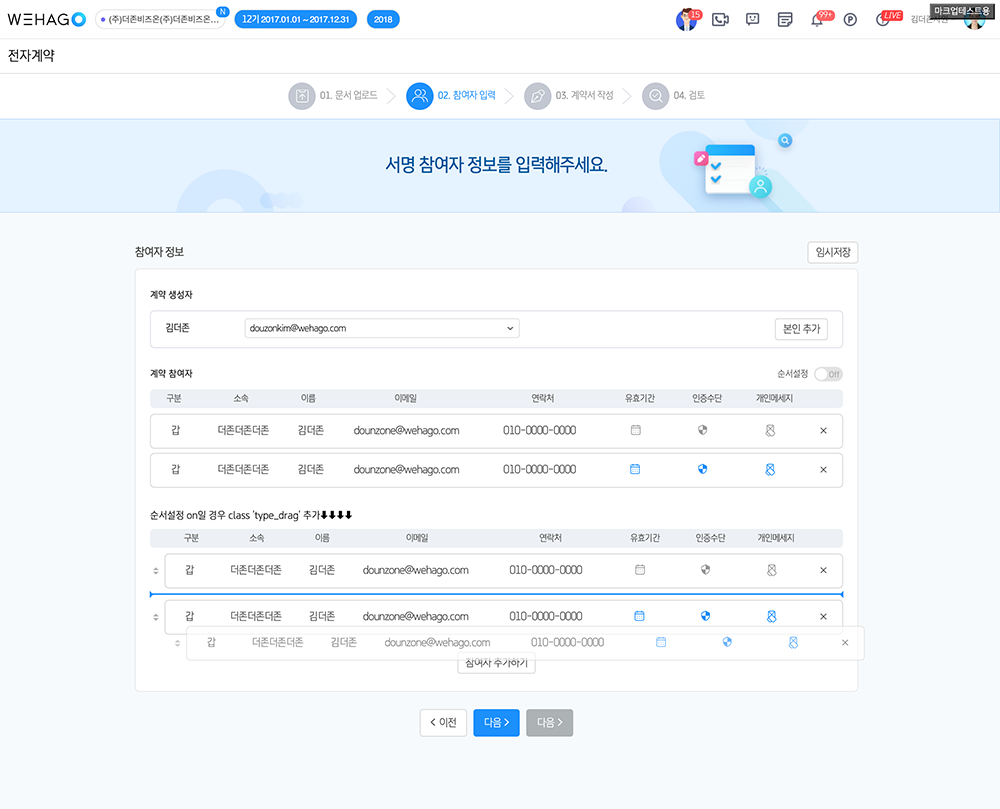 WEHAGO (주)더존비즈온(주)더존비즈온... N 12기 2017.01.01 ~ 2017.12.31 2018 15 99+ LIVE 마크업테스트용
전자계약
01. 문서 업로드 02. 참여자 입력 03. 계약서 작성 04. 검토
서명 참여자 정보를 입력해주세요.
참여자 정보 임시저장
계약 생성자
김더존 douzonkim@wehago.com 본인 추가
계약 참여자 순서설정 Off
구분 소속 이름 이메일 연락처 유효기간 인증수단 개인메세지
갑 더존더존더존 김더존 dounzone@wehago.com 010-0000-0000
갑 더존더존더존 김더존 dounzone@wehago.com 010-0000-0000
순서설정 on일 경우 class 'type_drag' 추가⬇⬇⬇⬇
구분 소속 이름 이메일 연락처 유효기간 인증수단 개인메세지
갑 더존더존더존 김더존 dounzone@wehago.com 010-0000-0000
갑 더존더존더존 김더존 dounzone@wehago.com 010-0000-0000
갑 더존더존더존 김더존 dounzone@wehago.com 010-0000-0000
참여자 추가하기
이전 다음 다음